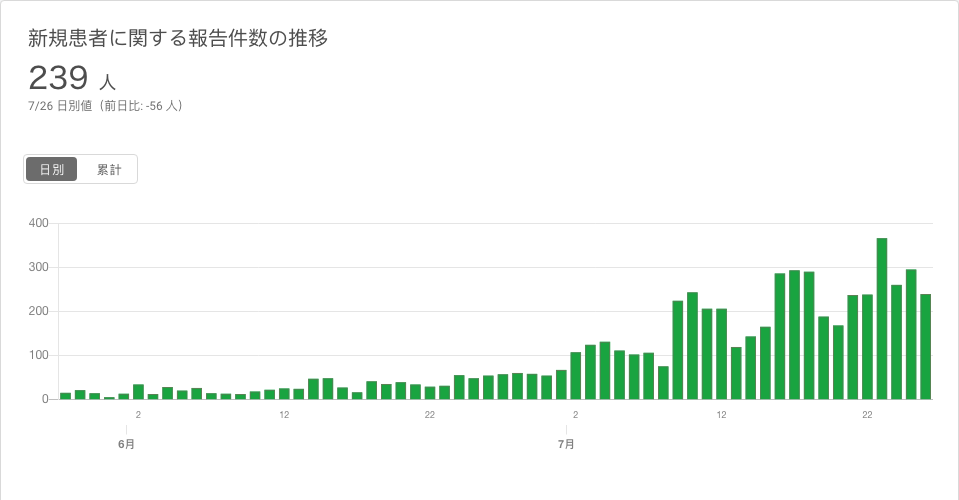 新規患者に関する報告件数の推移
239 人
7/26 日別値（前日比: -56 人）
日別 累計
400
300
200
100
0
2 12 22 2 12 22
6月 7月